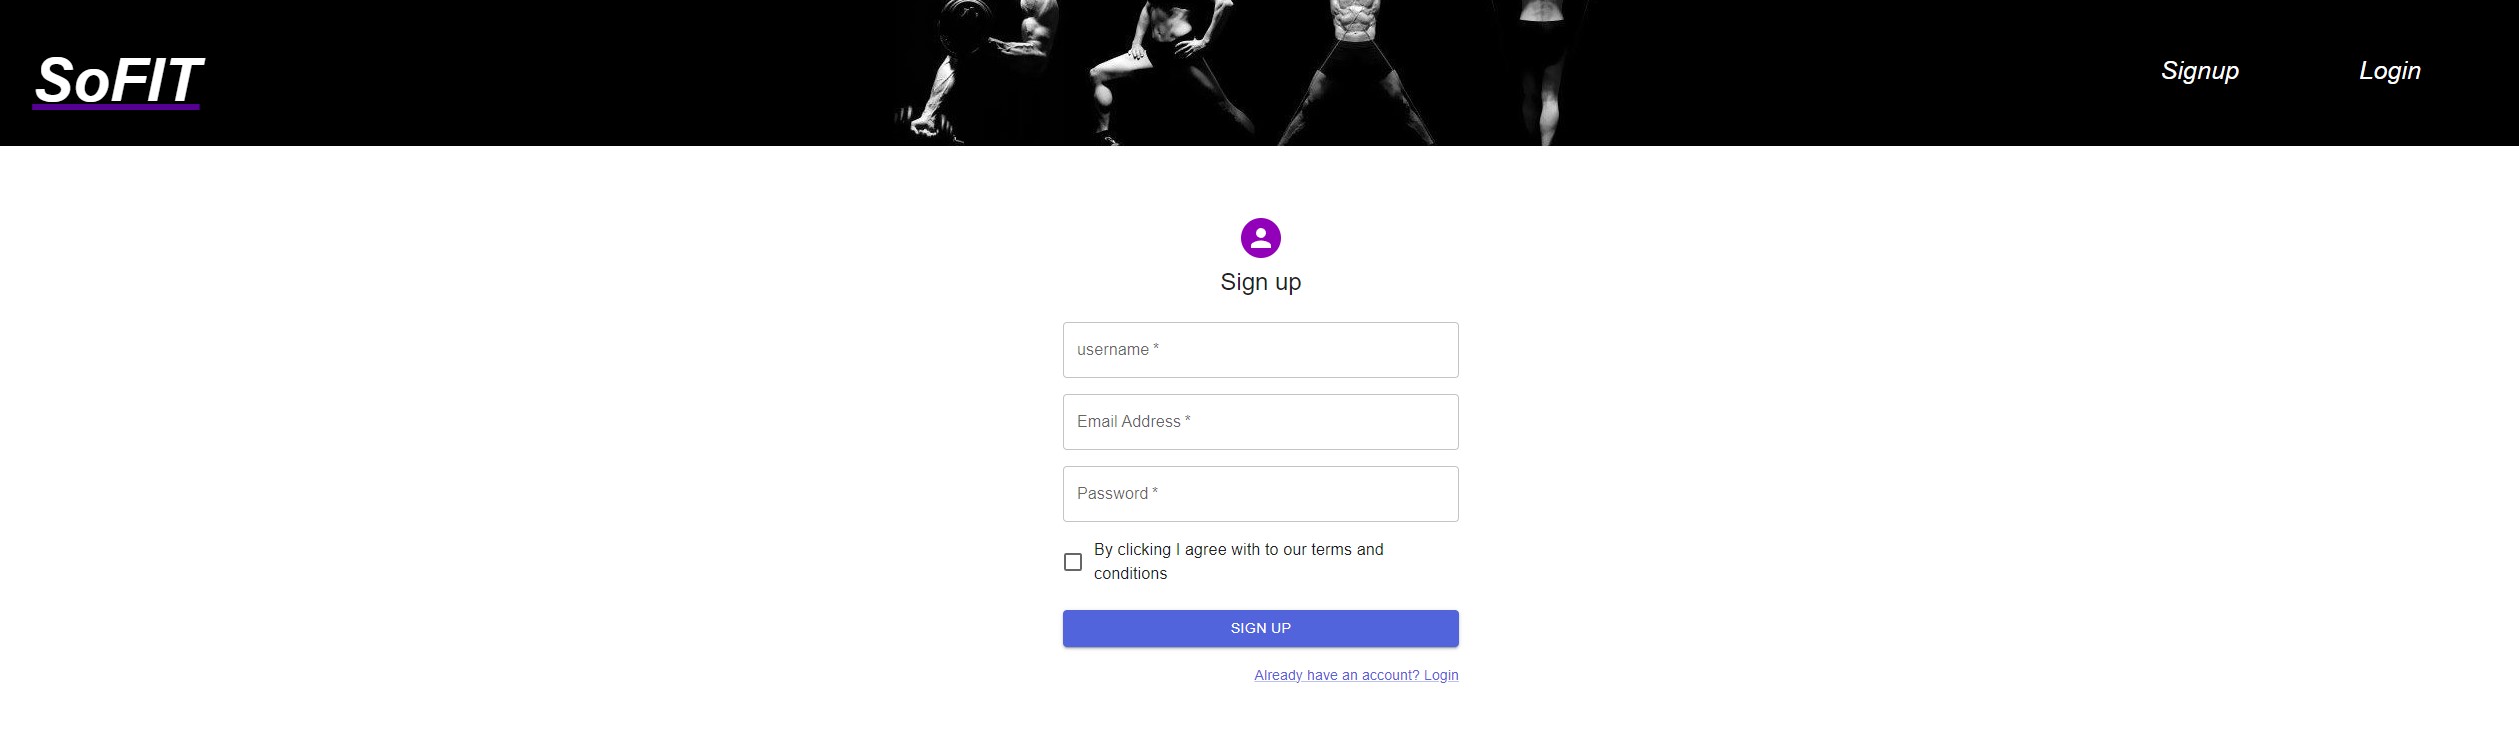 SoFIT
Signup
Login
Sign up
username *
Email Address *
Password *
By clicking I agree with to our terms and
conditions
SIGN UP
Already have an account? Login